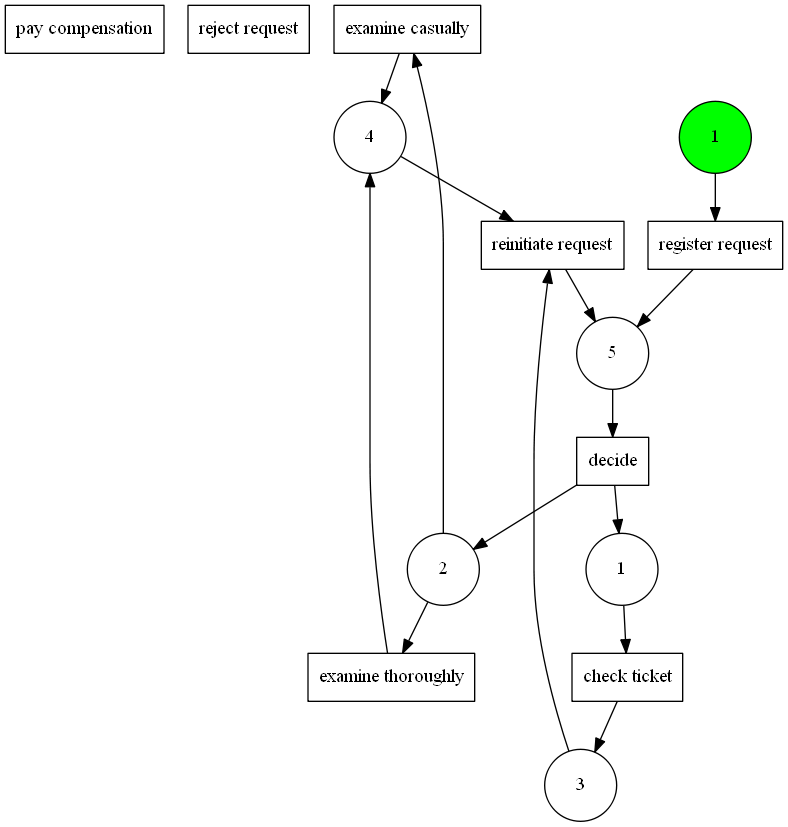 pay compensation
reject request
examine casually
4
1
reinitiate request
register request
5
decide
2
1
examine thoroughly
check ticket
3